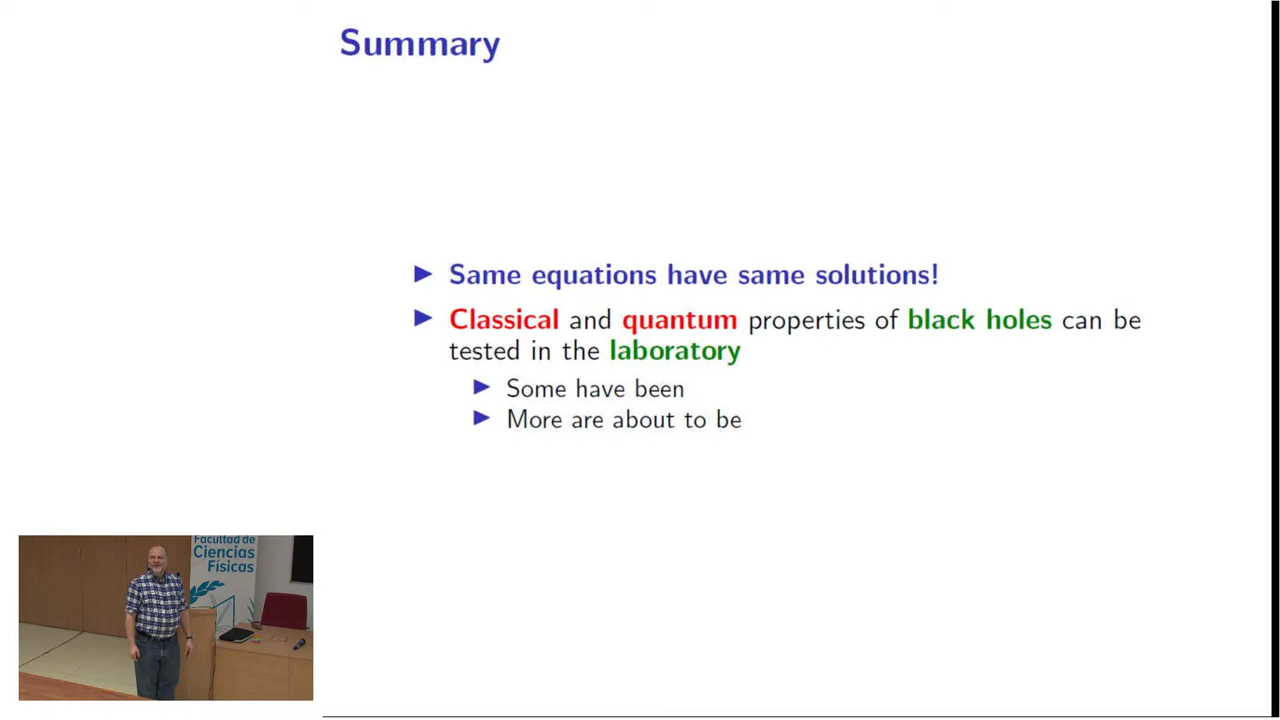 Summary
Same equations have same solutions!
Classical and quantum properties of black holes can be
tested in the laboratory
Some have been
More are about to be
Facultad de
Ciencias
Físicas